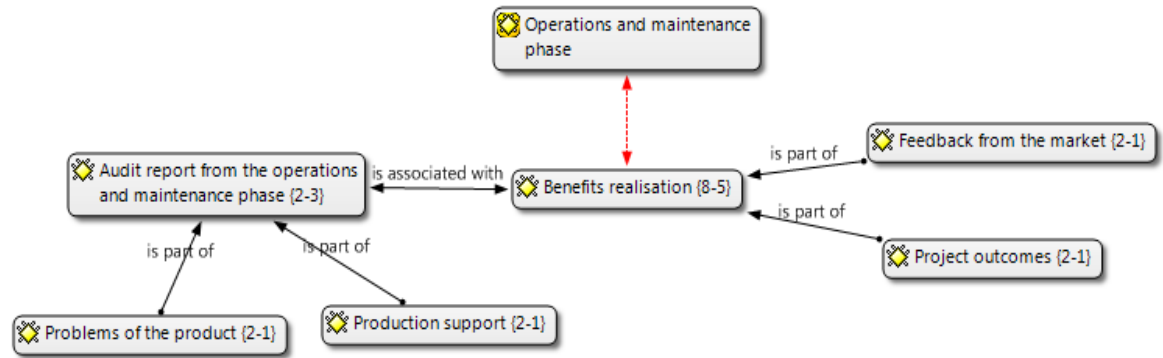 Operations and maintenance
phase
Feedback from the market {2-1}
is part of
Audit report from the operations
and maintenance phase {2-3}
is associated with
Benefits realisation {8-5}
is part of
Project outcomes {2-1}
is part of
is part of
Production support {2-1}
Problems of the product {2-1}